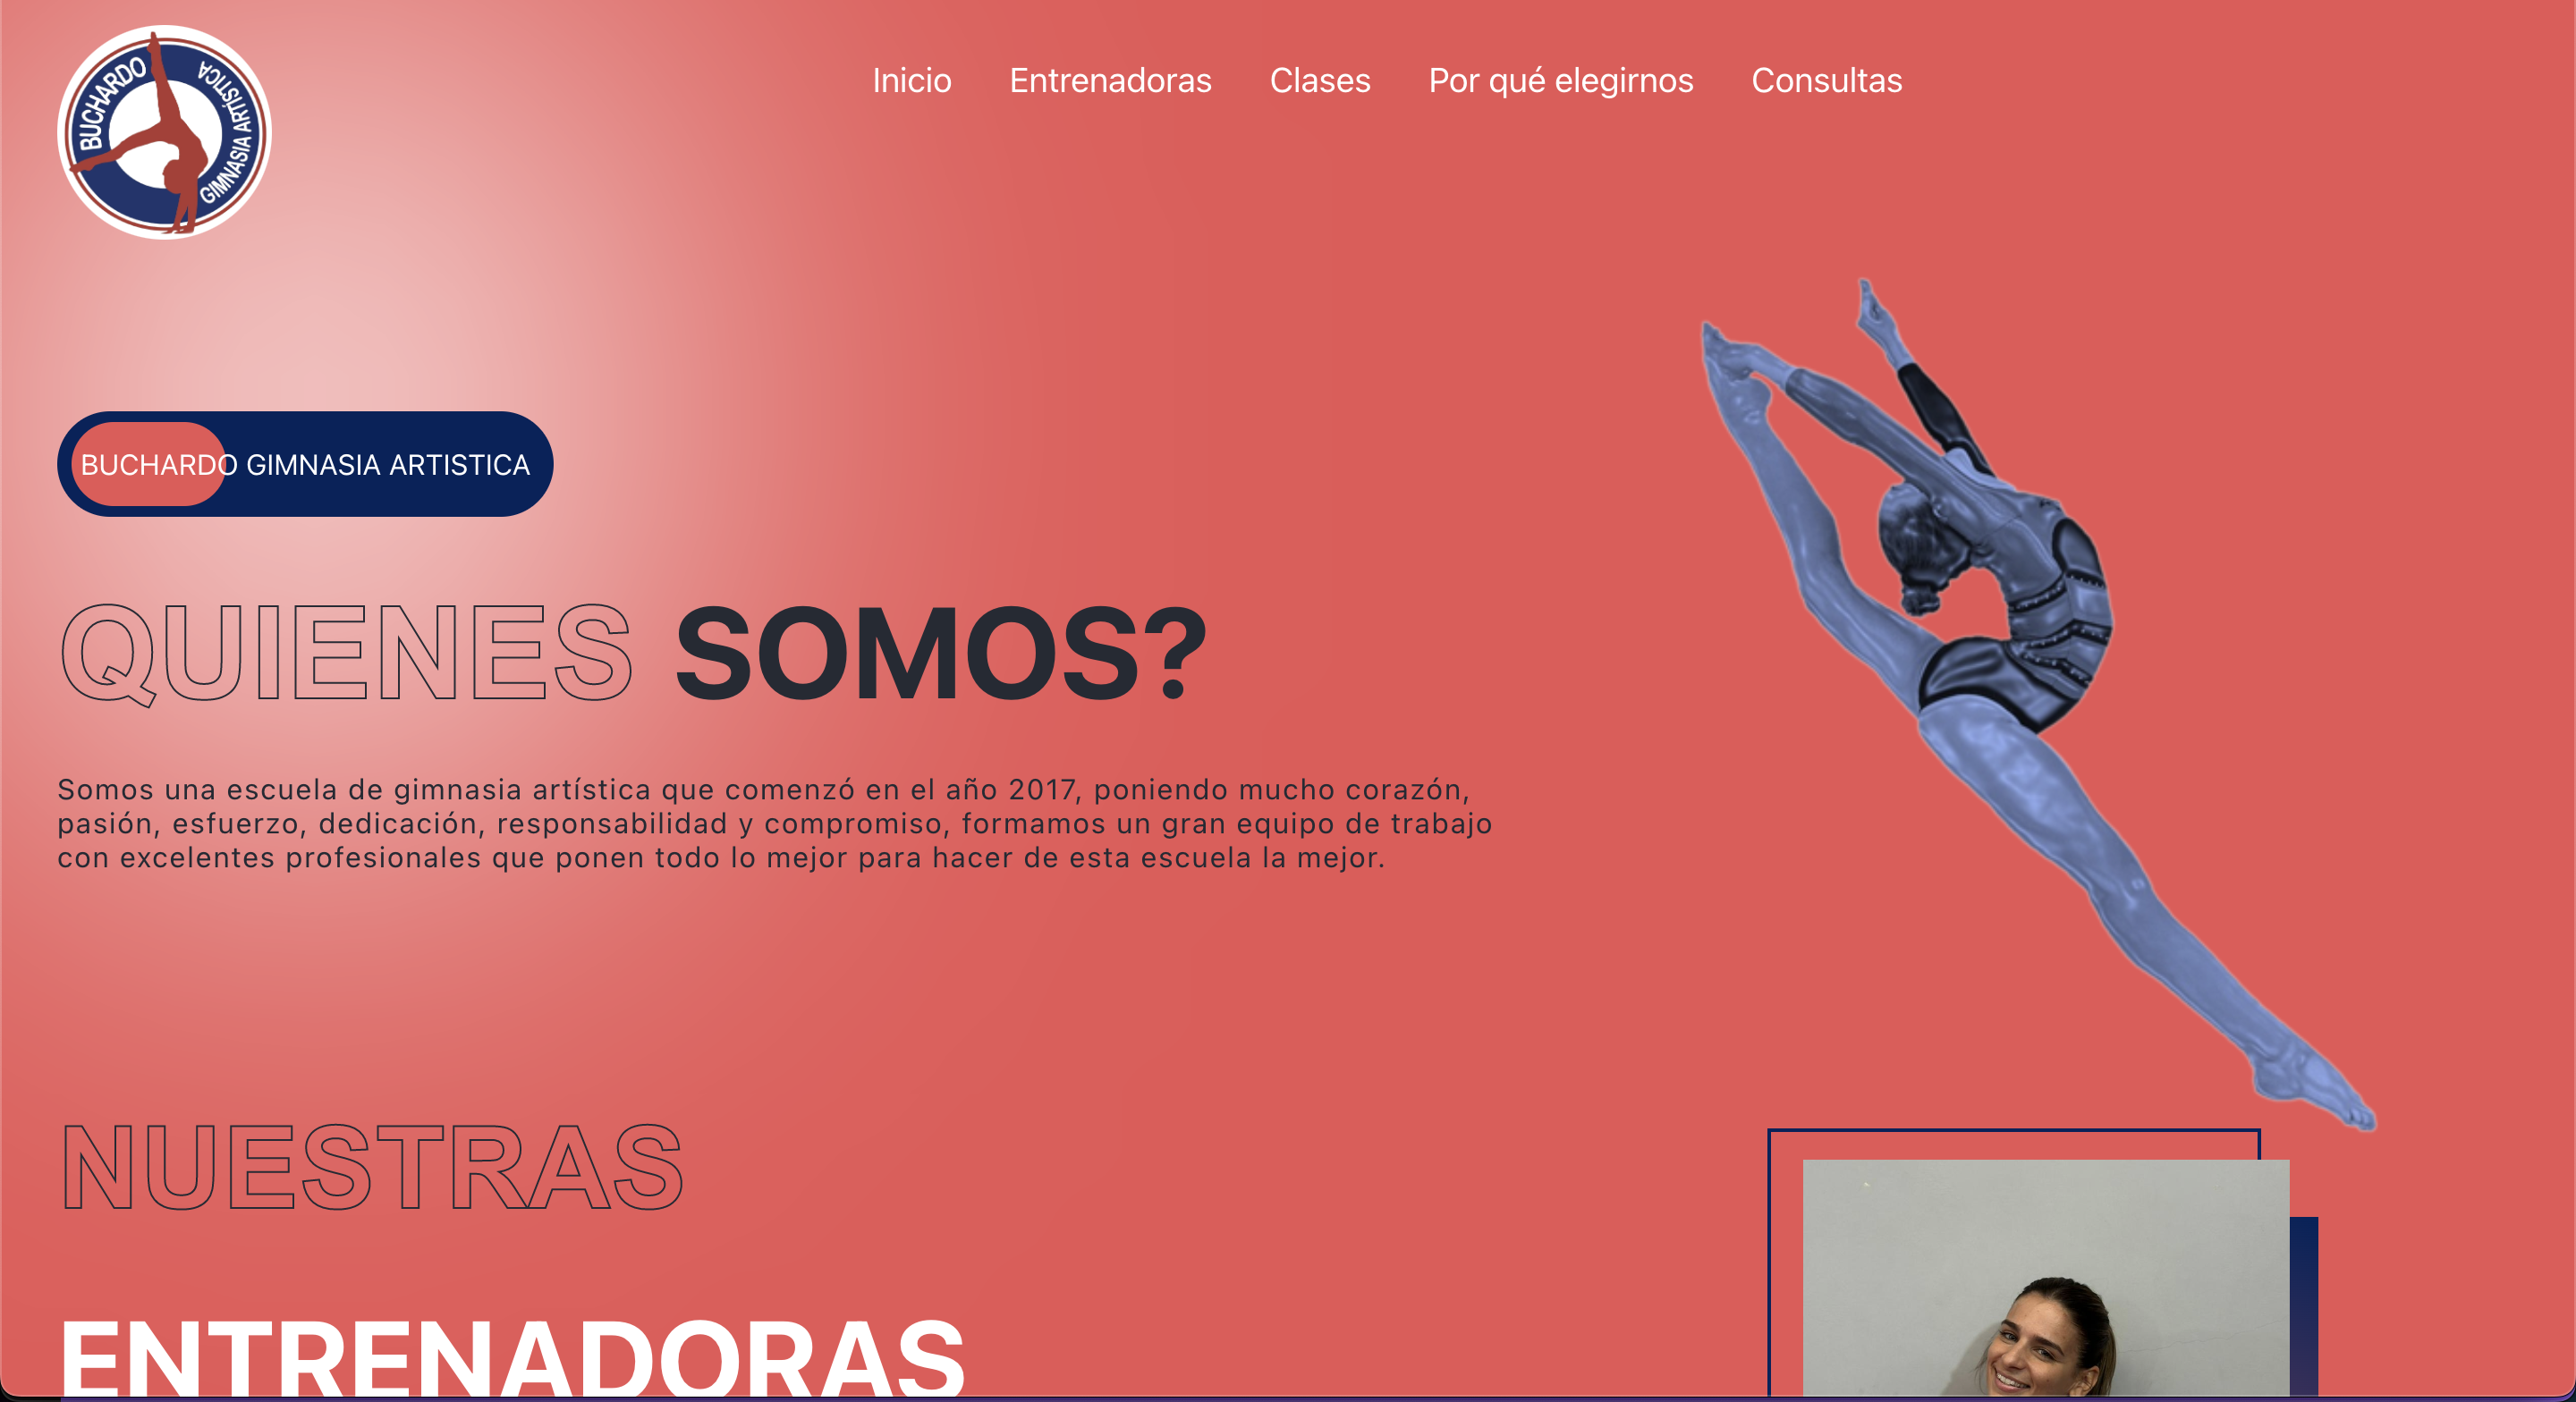 BUCHARDO
GIMNASIA ARTÍSTICA
Inicio
Entrenadoras
Clases
Por qué elegirnos
Consultas
BUCHARDO GIMNASIA ARTISTICA
QUIENES SOMOS?
Somos una escuela de gimnasia artística que comenzó en el año 2017, poniendo mucho corazón,
pasión, esfuerzo, dedicación, responsabilidad y compromiso, formamos un gran equipo de trabajo
con excelentes profesionales que ponen todo lo mejor para hacer de esta escuela la mejor.
NUESTRAS
ENTRENADORAS